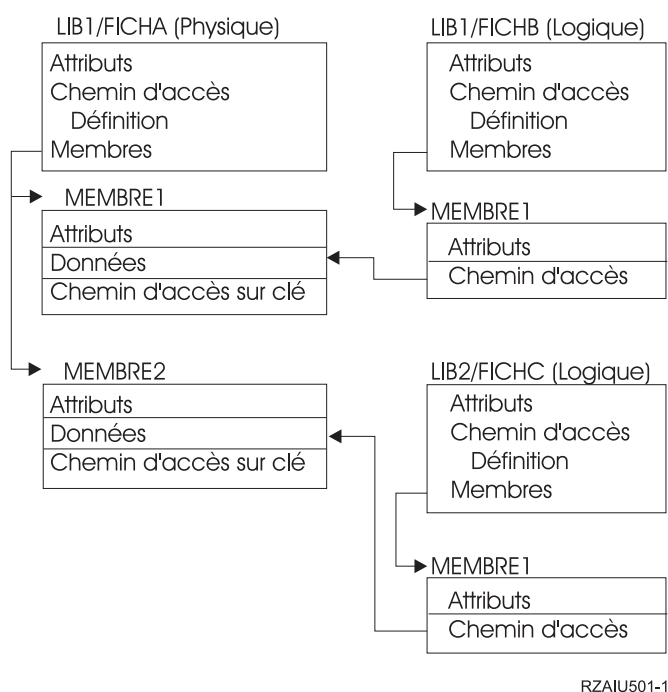 LIB1/FICHA (Physique)
Attributs
Chemin d'accès
Définition
Membres
MEMBRE1
Attributs
Données
Chemin d'accès sur clé
MEMBRE2
Attributs
Données
Chemin d'accès sur clé
LIB1/FICHB (Logique)
Attributs
Chemin d'accès
Définition
Membres
MEMBRE1
Attributs
Chemin d'accès
LIB2/FICHC (Logique)
Attributs
Chemin d'accès
Définition
Membres
MEMBRE1
Attributs
Chemin d'accès
RZAIU501-1